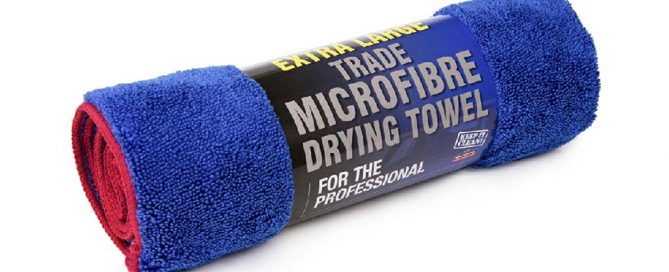 EXTRA LARGE
TRADE
MICROFIBRE
DRYING TOWEL
FOR THE
PROFESSIONAL
KEEP IT
CLEAN!